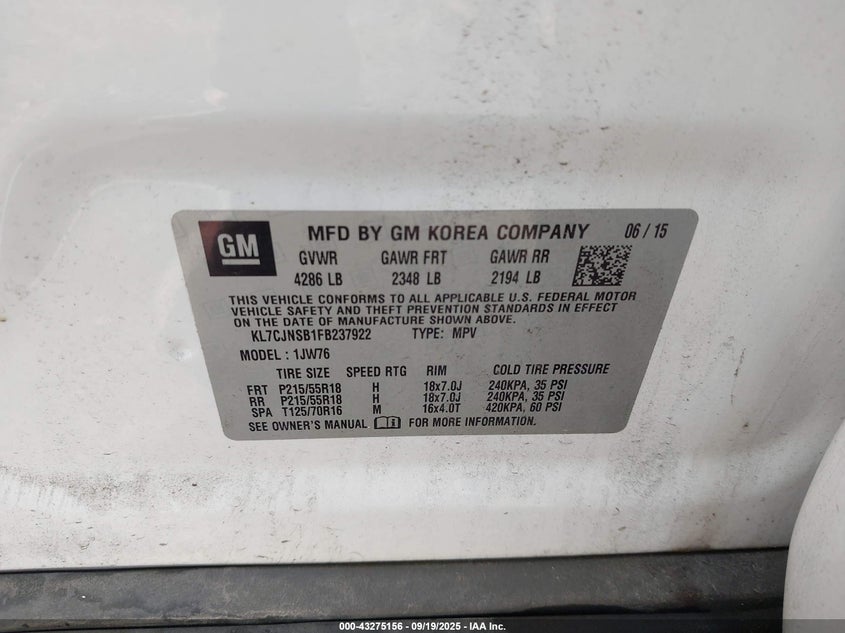 GM
MFD BY GM KOREA COMPANY 06 / 15
GVWR GAWR FRT GAWR RR
4286 LB 2348 LB 2194 LB
THIS VEHICLE CONFORMS TO ALL APPLICABLE U.S. FEDERAL MOTOR
VEHICLE SAFETY AND THEFT PREVENTION STANDARDS IN EFFECT
ON THE DATE OF MANUFACTURE SHOWN ABOVE.
KL7CJNSB1FB237922 TYPE: MPV
MODEL : 1JW76
TIRE SIZE SPEED RTG RIM COLD TIRE PRESSURE
FRT P215/55R18 H 18x7.0J 240KPA, 35 PSI
RR P215/55R18 H 18x7.0J 240KPA, 35 PSI
SPA T125/70R16 M 16x4.0T 420KPA, 60 PSI
SEE OWNER'S MANUAL FOR MORE INFORMATION.
000-43275156 - 09/19/2025 - IAA Inc.